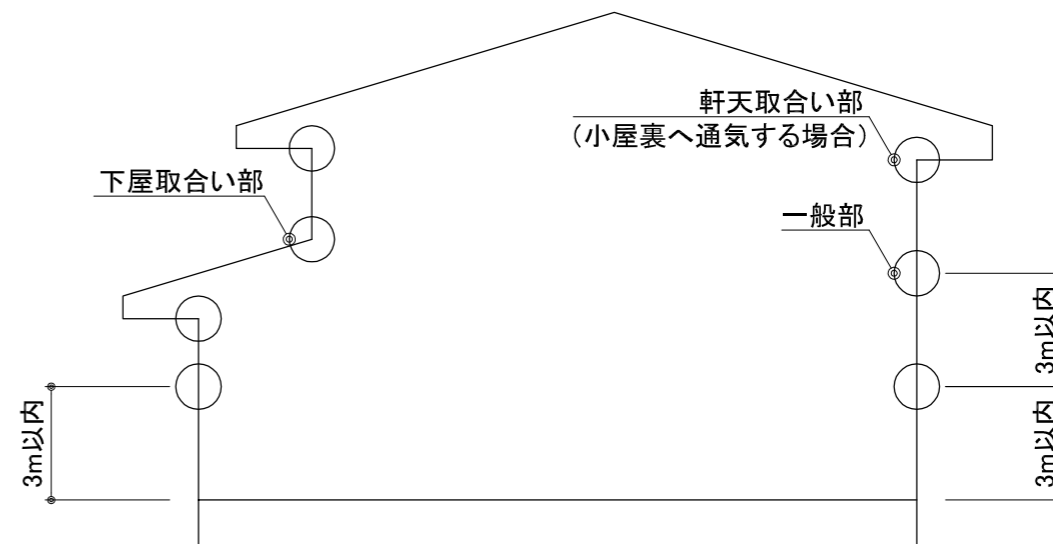 軒天取合い部
（小屋裏へ通気する場合）
下屋取合い部
一般部
3m以内
3m以内
3m以内